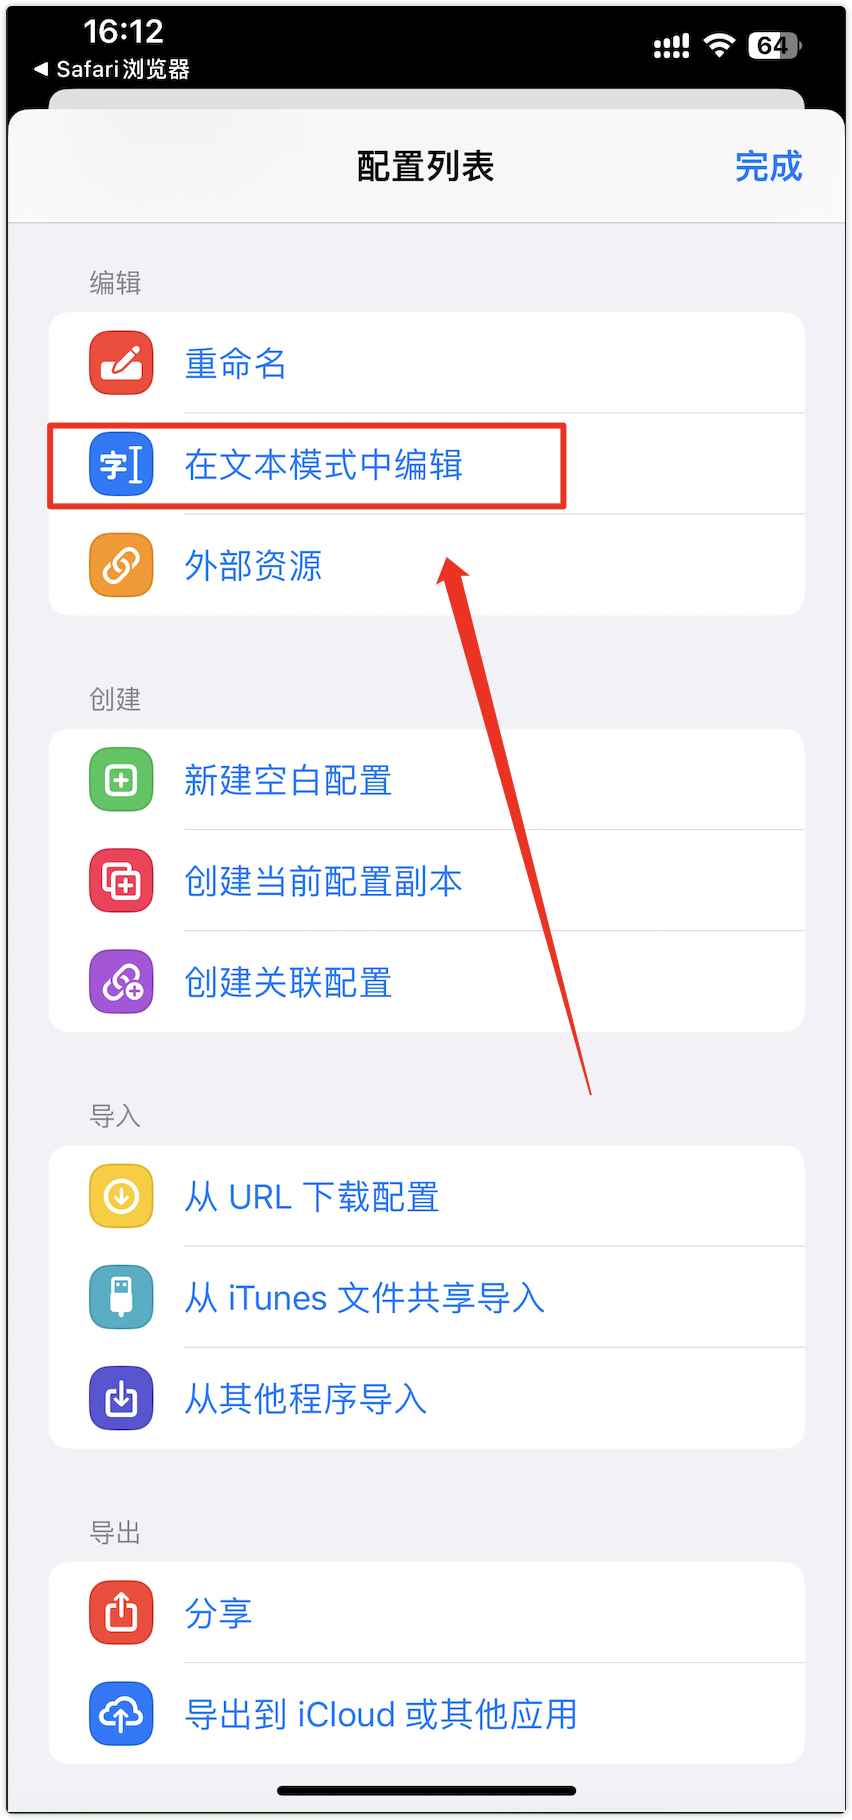 16:12
64
◀ Safari浏览器
配置列表
完成
编辑
重命名
字
在文本模式中编辑
外部资源
创建
新建空白配置
创建当前配置副本
创建关联配置
导入
从 URL 下载配置
从 iTunes 文件共享导入
从其他程序导入
导出
分享
导出到 iCloud 或其他应用